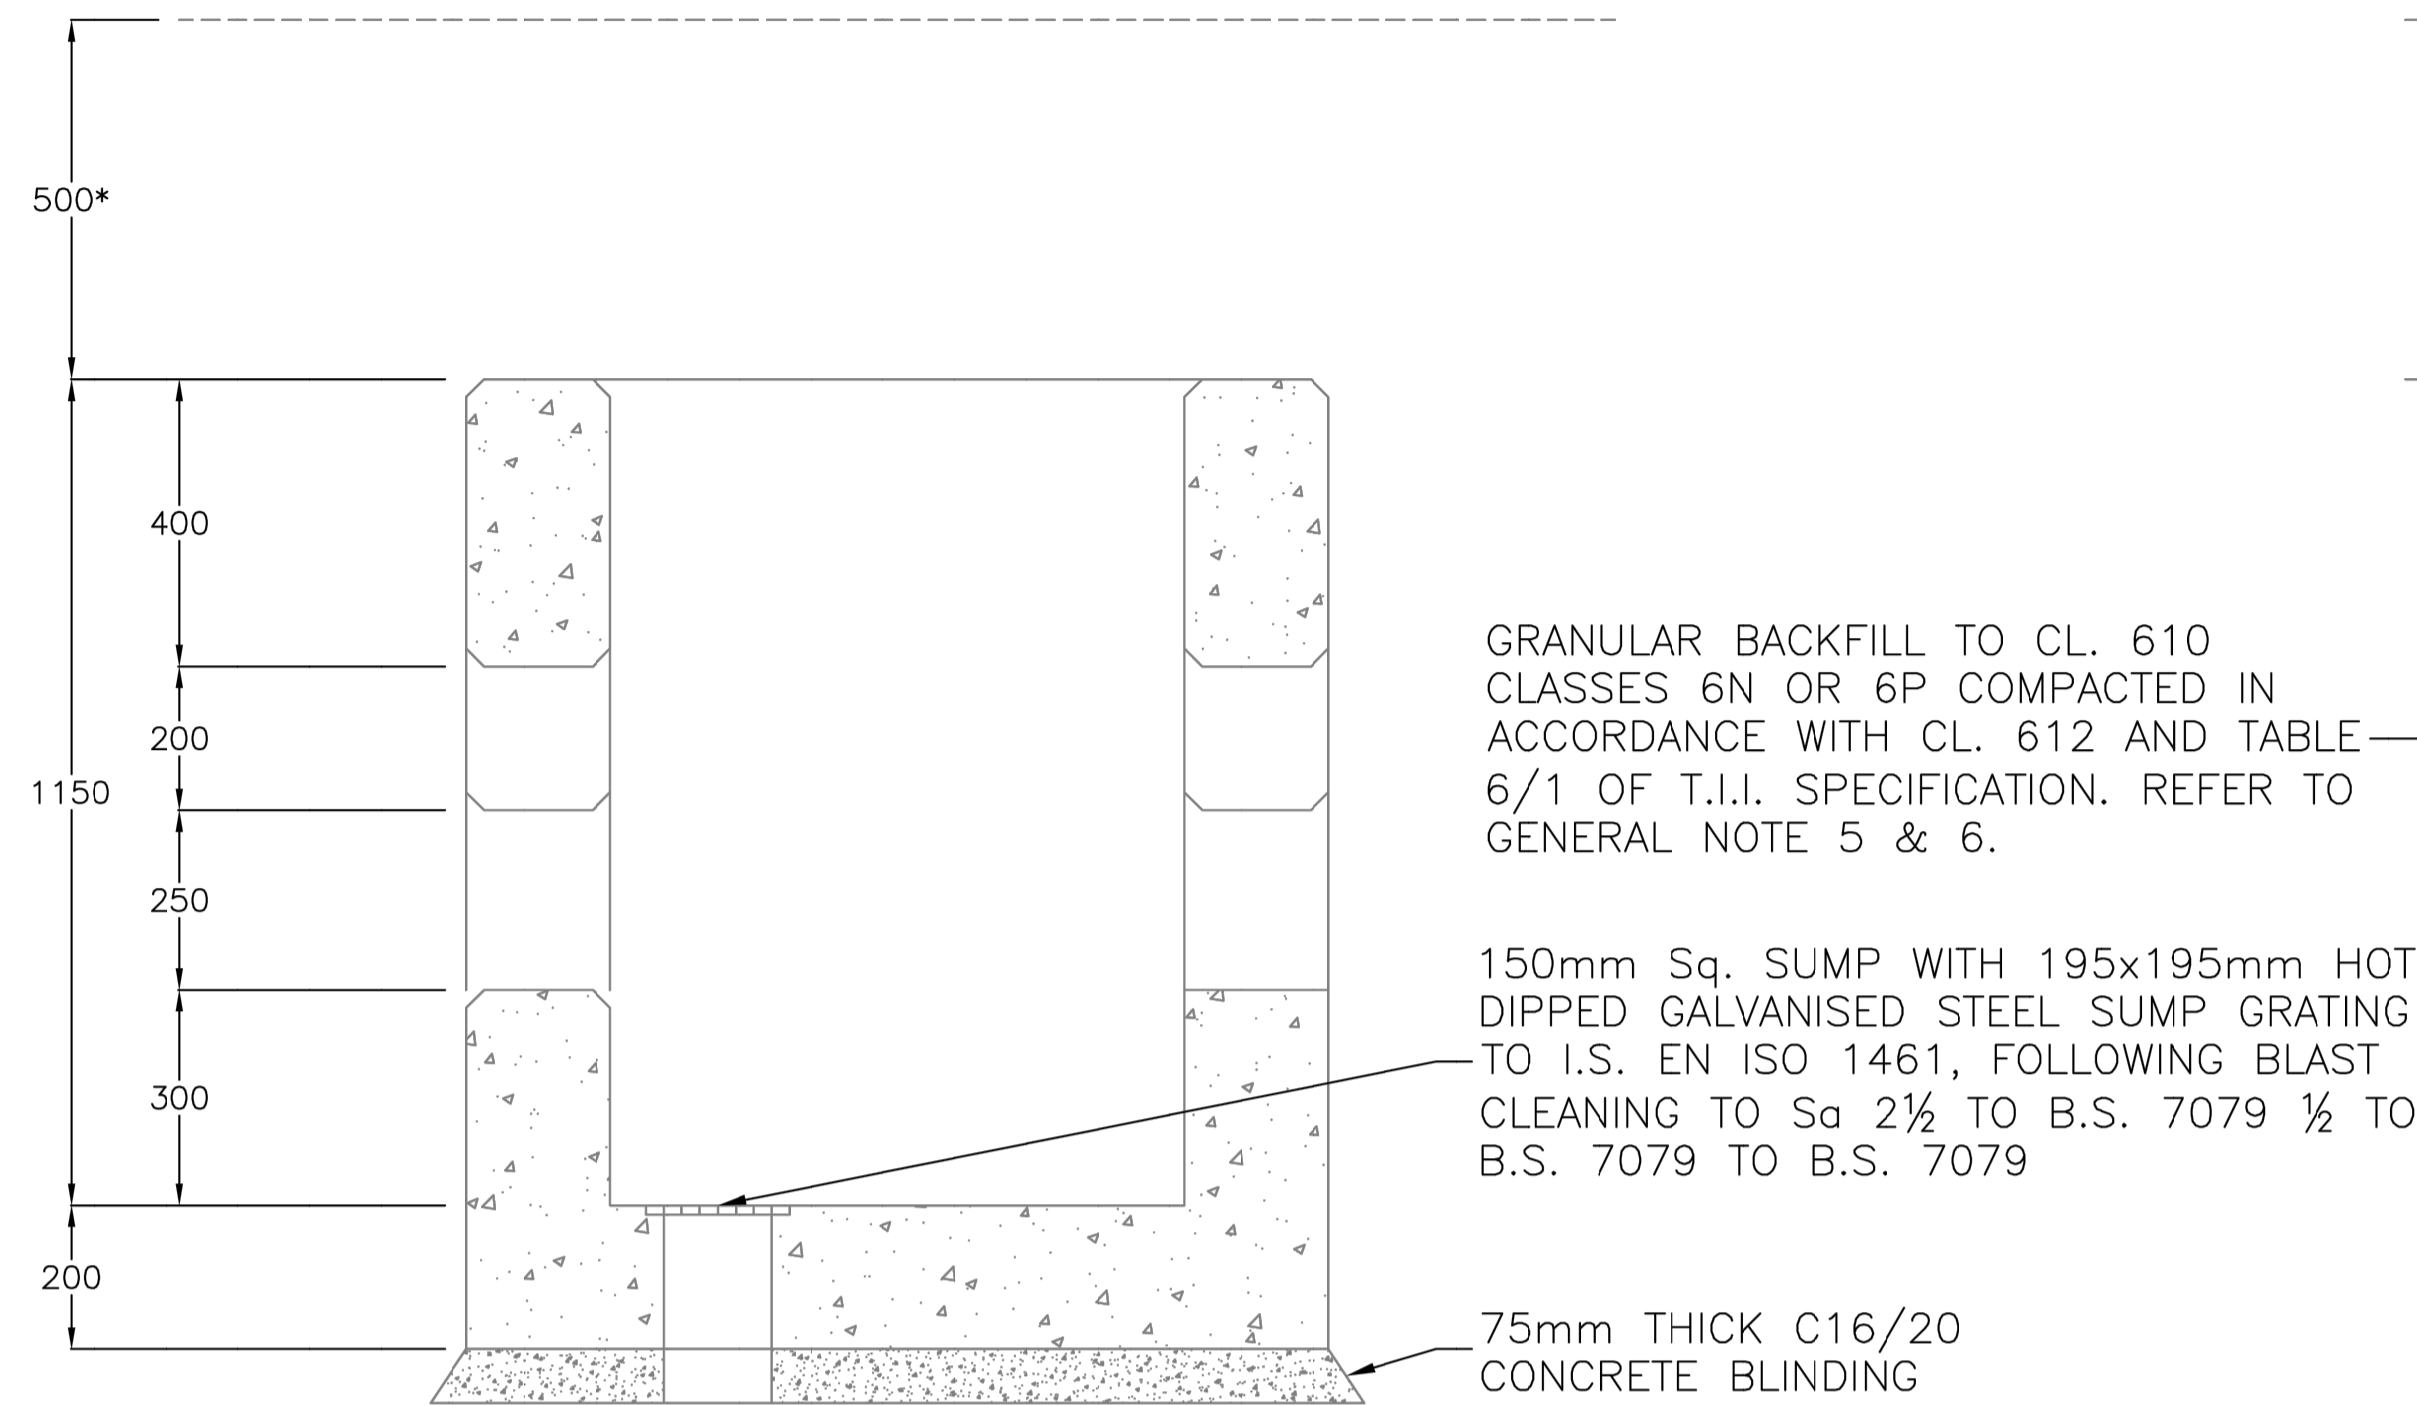 500*
400
200
1150
250
300
200
GRANULAR BACKFILL TO CL. 610
CLASSES 6N OR 6P COMPACTED IN
ACCORDANCE WITH CL. 612 AND TABLE
6/1 OF T.I.I. SPECIFICATION. REFER TO
GENERAL NOTE 5 & 6.
150mm Sq. SUMP WITH 195x195mm HOT
DIPPED GALVANISED STEEL SUMP GRATING
TO I.S. EN ISO 1461, FOLLOWING BLAST
CLEANING TO Sa 2½ TO B.S. 7079 ½ TO
B.S. 7079 TO B.S. 7079
75mm THICK C16/20
CONCRETE BLINDING